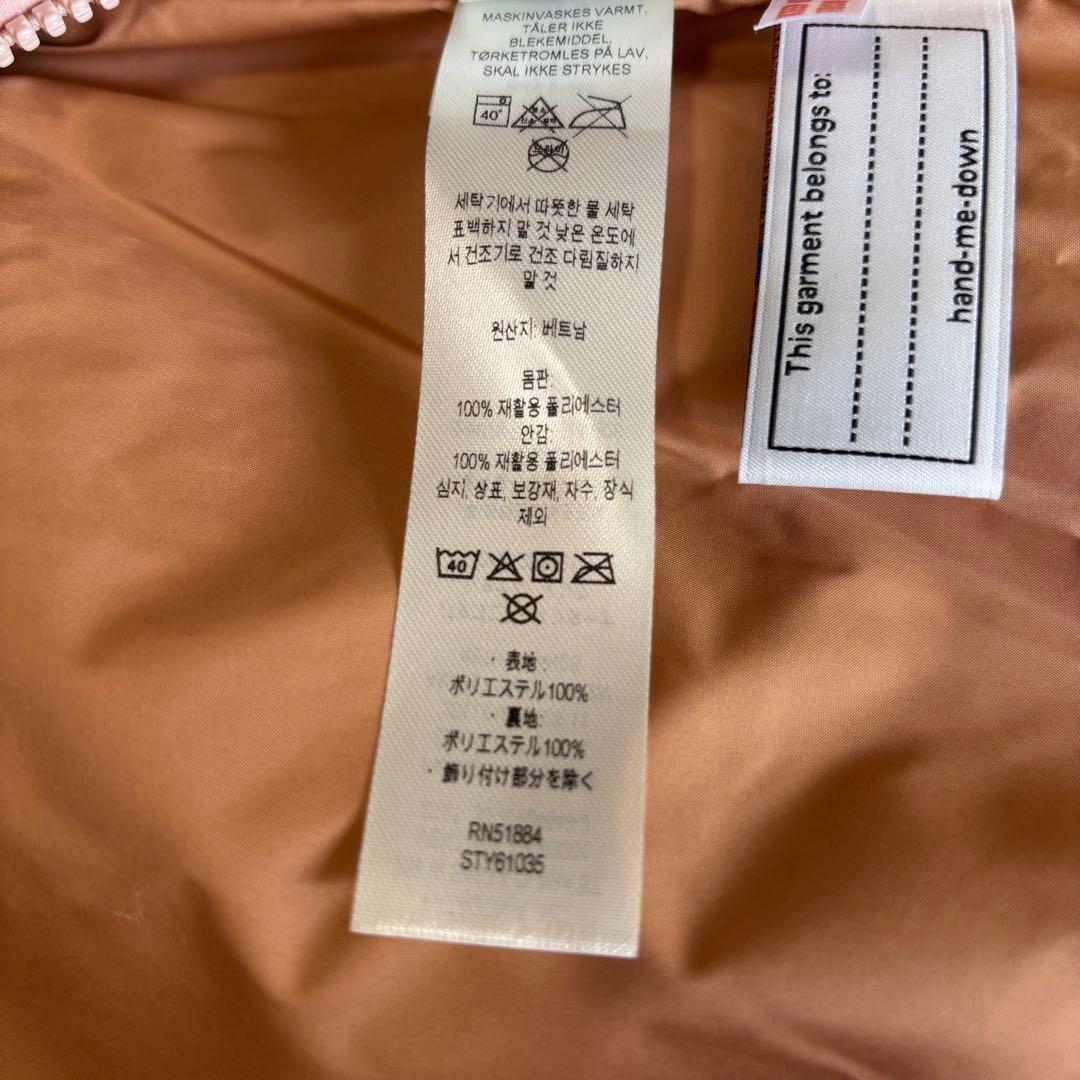 MASKINVASKES VARMT,
TÅLER IKKE
BLEKEMIDDEL,
TØRKETROMLES PÅ LAV,
SKAL IKKE STRYKES
40°
드라이
세탁기에서 따뜻한 물 세탁
표백하지 말 것 낮은 온도에
서 건조기로 건조 다림질하지
말 것
원산지: 베트남
몸판:
100% 재활용 폴리에스터
안감:
100% 재활용 폴리에스터
심지, 상표, 보강재, 자수, 장식
제외
40
・表地:
ポリエステル100%
・裏地:
ポリエステル100%
・飾り付け部分を除く
RN51884
STY61035
This garment belongs to:
hand-me-down